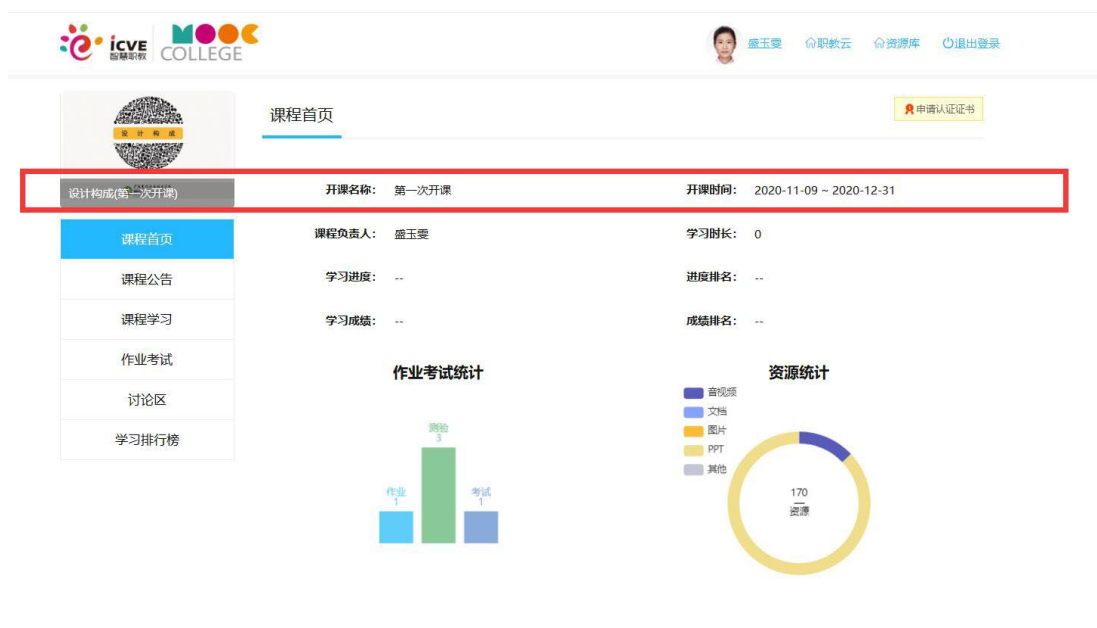 icve
智慧职教
MOOC
COLLEGE
盛玉雯
职教云
资源库
退出登录
设计构成
设计构成(第一次开课)
课程首页
课程公告
课程学习
作业考试
讨论区
学习排行榜
课程首页
申请认证证书
开课名称： 第一次开课
开课时间： 2020-11-09 ~ 2020-12-31
课程负责人： 盛玉雯
学习时长： 0
学习进度： --
进度排名： --
学习成绩： --
成绩排名： --
作业考试统计
测验
3
作业
1
考试
1
资源统计
音视频
文档
图片
PPT
其他
170
资源